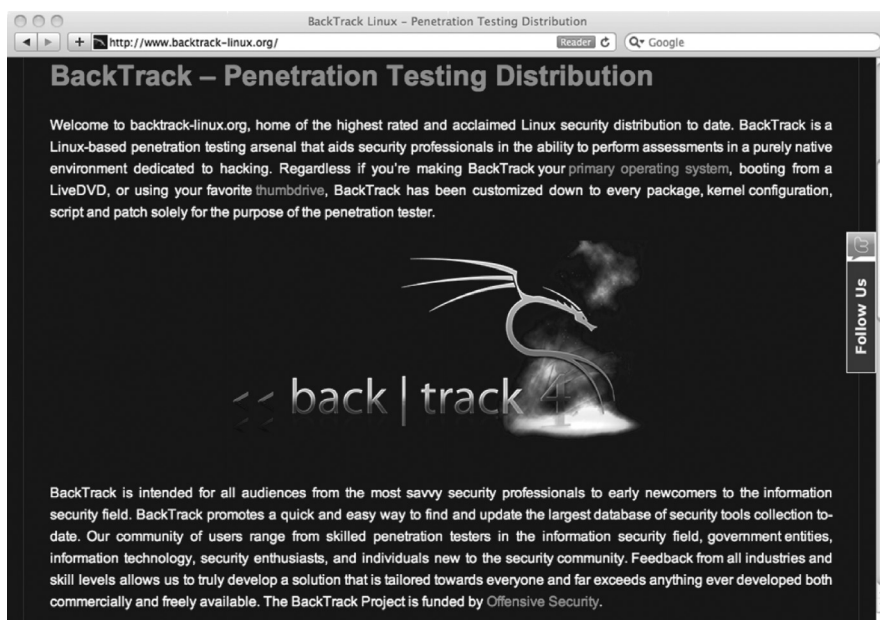 BackTrack Linux – Penetration Testing Distribution
http://www.backtrack-linux.org/
Reader
Google
BackTrack – Penetration Testing Distribution
Welcome to backtrack-linux.org, home of the highest rated and acclaimed Linux security distribution to date. BackTrack is a
Linux-based penetration testing arsenal that aids security professionals in the ability to perform assessments in a purely native
environment dedicated to hacking. Regardless if you're making BackTrack your primary operating system, booting from a
LiveDVD, or using your favorite thumbdrive, BackTrack has been customized down to every package, kernel configuration,
script and patch solely for the purpose of the penetration tester.
Follow Us
<< back | track 4
BackTrack is intended for all audiences from the most savvy security professionals to early newcomers to the information
security field. BackTrack promotes a quick and easy way to find and update the largest database of security tools collection to-
date. Our community of users range from skilled penetration testers in the information security field, government entities,
information technology, security enthusiasts, and individuals new to the security community. Feedback from all industries and
skill levels allows us to truly develop a solution that is tailored towards everyone and far exceeds anything ever developed both
commercially and freely available. The BackTrack Project is funded by Offensive Security.